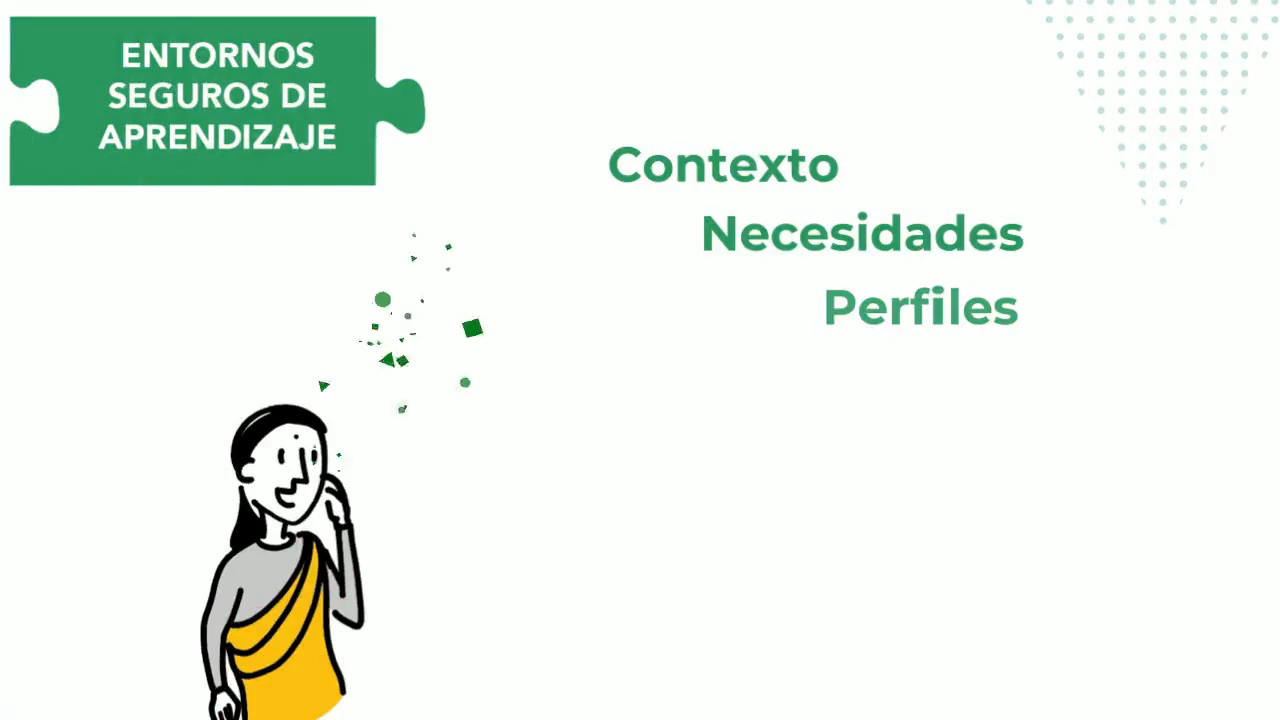 ENTORNOS
SEGUROS DE
APRENDIZAJE
Contexto
Necesidades
Perfiles